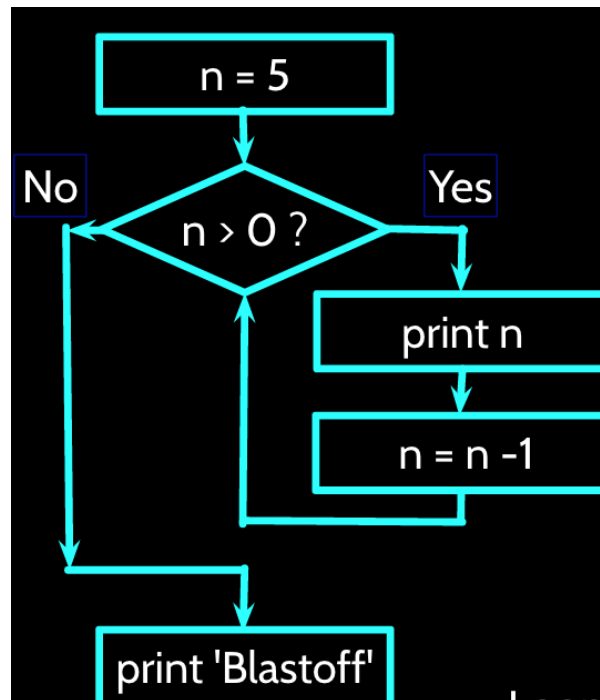 n = 5
No
Yes
n > 0 ?
print n
n = n -1
print 'Blastoff'